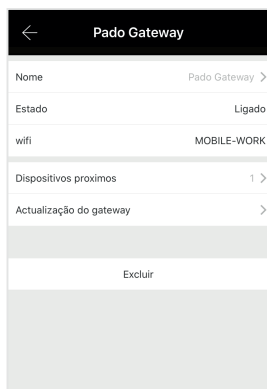 Pado Gateway
Nome Pado Gateway
Estado Ligado
wifi MOBILE-WORK
Dispositivos proximos 1
Actualização do gateway
Excluir